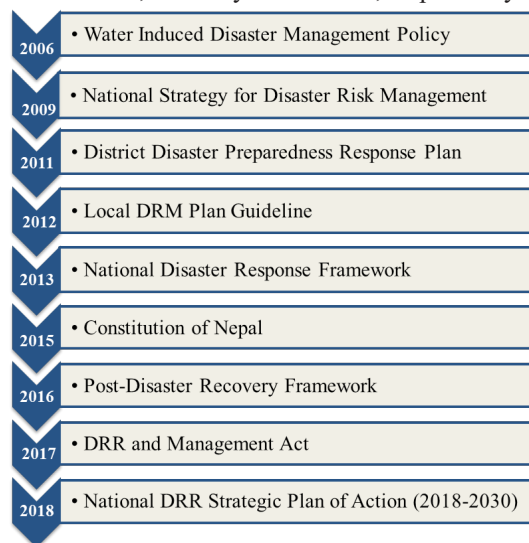 2006
• Water Induced Disaster Management Policy
2009
• National Strategy for Disaster Risk Management
2011
• District Disaster Preparedness Response Plan
2012
• Local DRM Plan Guideline
2013
• National Disaster Response Framework
2015
• Constitution of Nepal
2016
• Post-Disaster Recovery Framework
2017
• DRR and Management Act
2018
• National DRR Strategic Plan of Action (2018-2030)